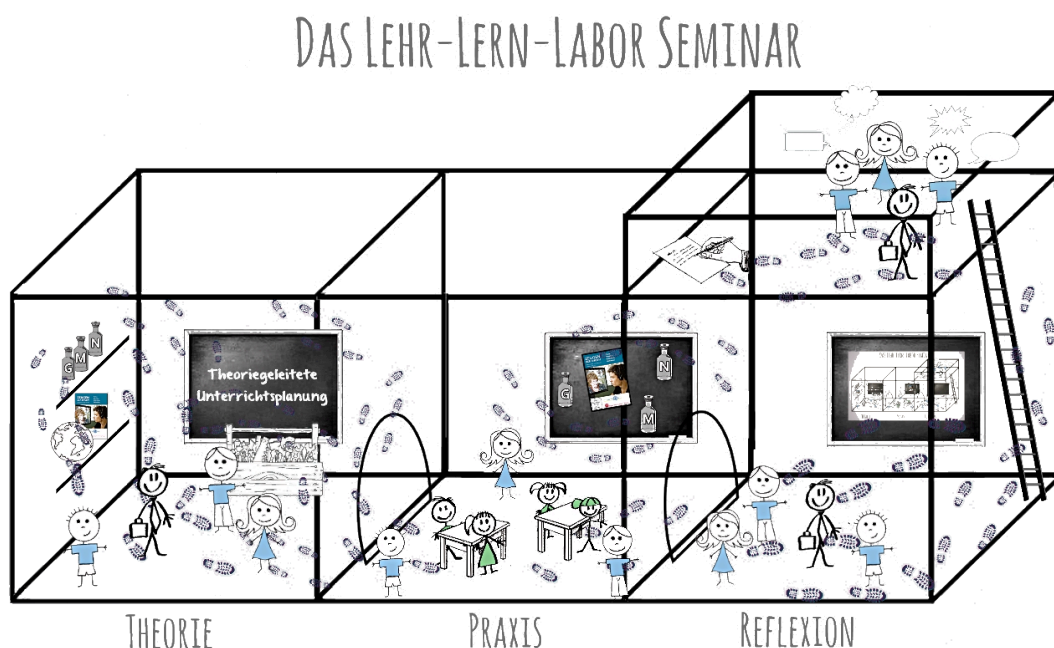 DAS LEHR-LERN-LABOR SEMINAR
G
M
N
Theoriegeleitete
Unterrichtsplanung
G
N
M
THEORIE
PRAXIS
REFLEXION